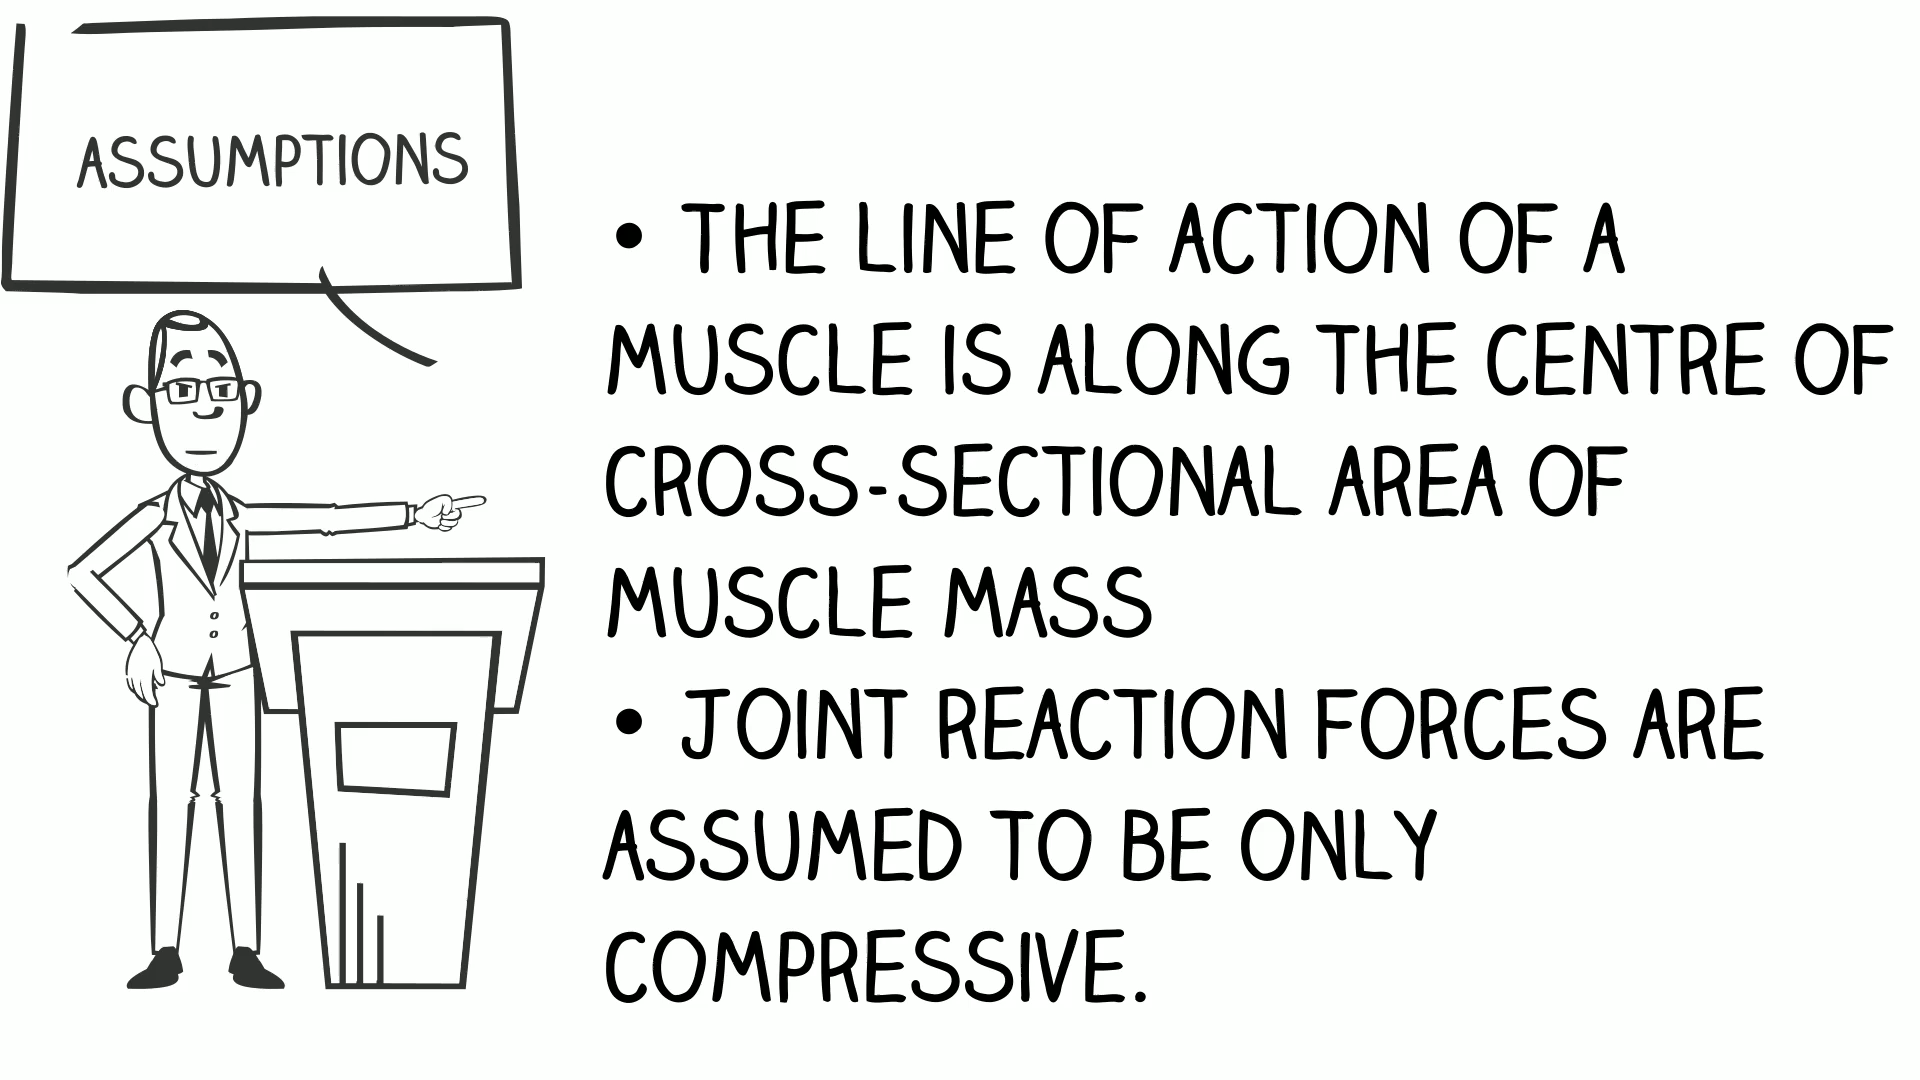 ASSUMPTIONS
• THE LINE OF ACTION OF A
MUSCLE IS ALONG THE CENTRE OF
CROSS-SECTIONAL AREA OF
MUSCLE MASS
• JOINT REACTION FORCES ARE
ASSUMED TO BE ONLY
COMPRESSIVE.